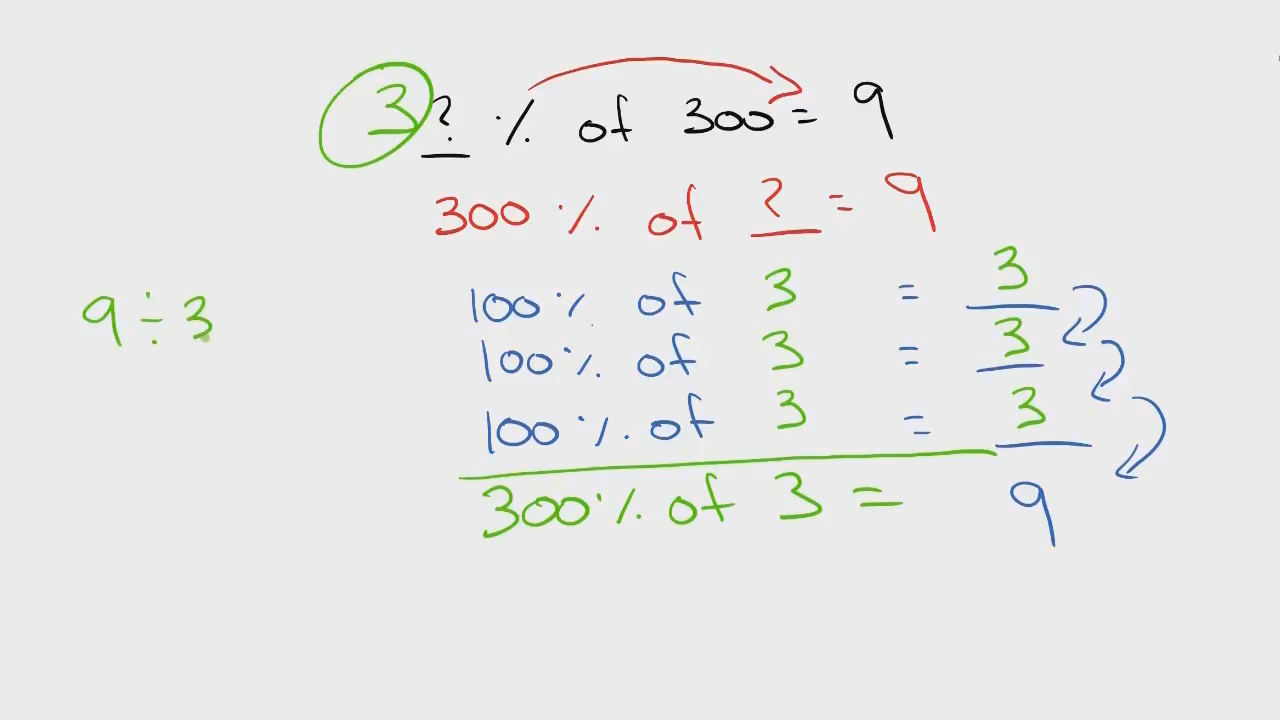 3 ? % of 300 = 9
300 % of ? = 9
100 % of 3 = 3
9 ÷ 3
100 % of 3 = 3
100 % of 3 = 3
300 % of 3 = 9